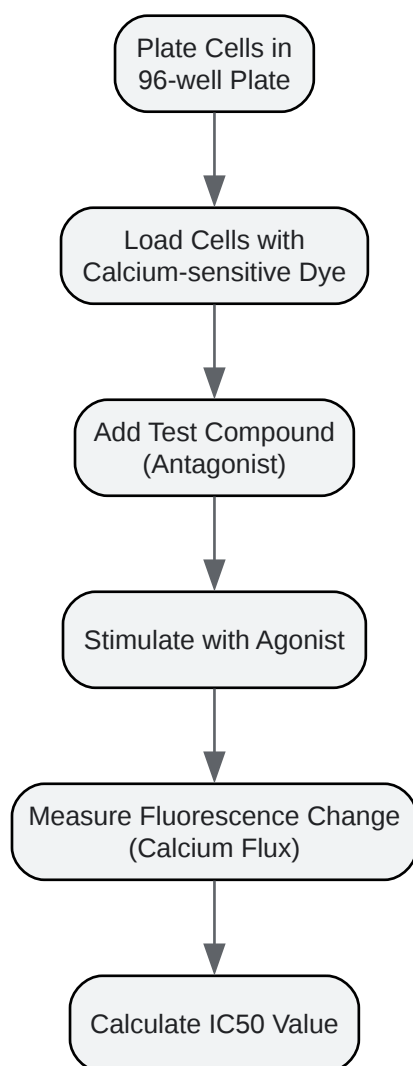 Plate Cells in
96-well Plate
Load Cells with
Calcium-sensitive Dye
Add Test Compound
(Antagonist)
Stimulate with Agonist
Measure Fluorescence Change
(Calcium Flux)
Calculate IC50 Value